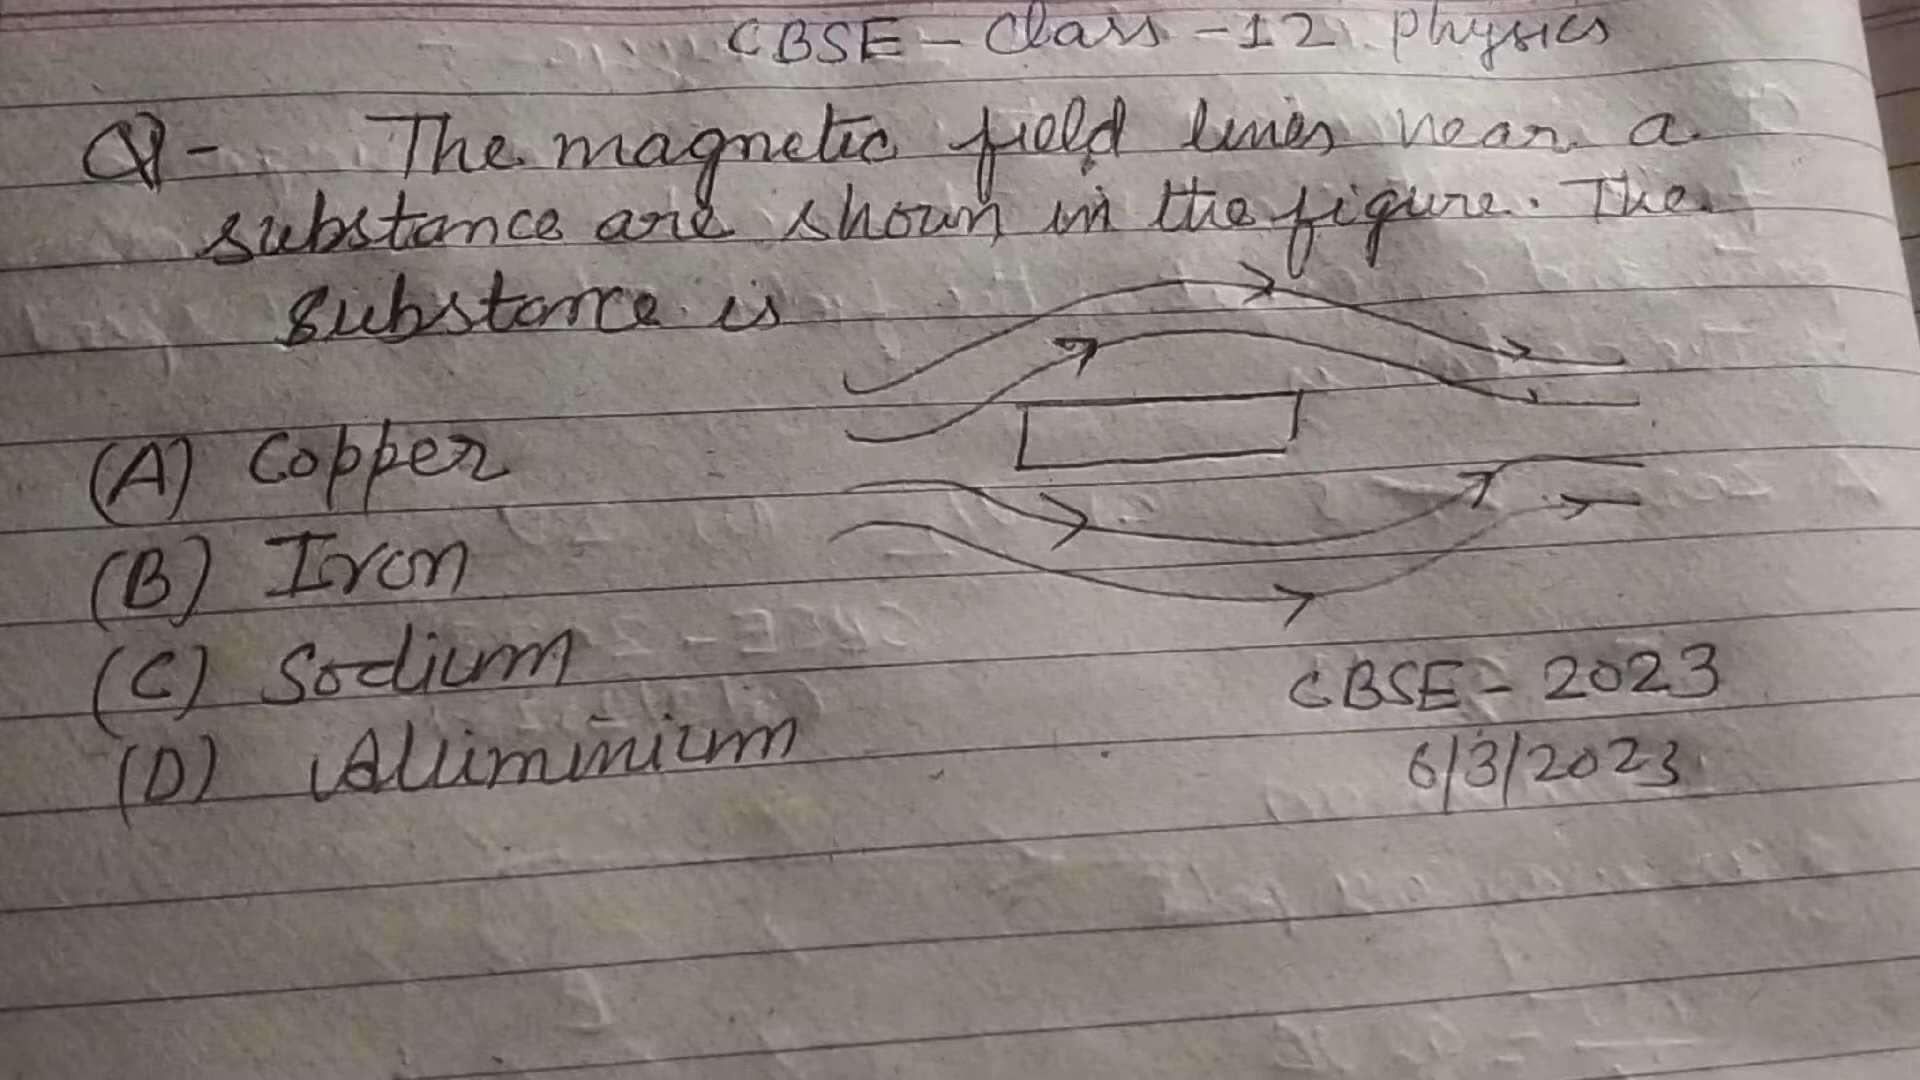 CBSE - Class - 12 Physics
Q - The magnetic field lines near a
substance are shown in the figure. The
substance is
(A) Copper
(B) Iron
(C) Sodium
(D) Aluminium
CBSE - 2023
6/3/2023